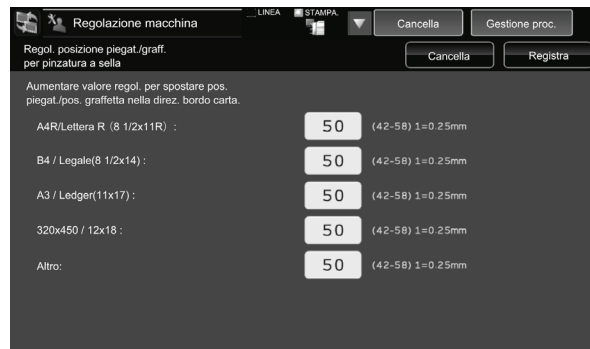 LINEA STAMPA.
Regolazione macchina Cancella Gestione proc.
Regol. posizione piegat./graff.
per pinzatura a sella
Cancella Registra
Aumentare valore regol. per spostare pos.
piegat./pos. graffetta nella direz. bordo carta.
A4R/Lettera R (8 1/2x11R) : 50 (42-58) 1=0.25mm
B4 / Legale(8 1/2x14) : 50 (42-58) 1=0.25mm
A3 / Ledger(11x17) : 50 (42-58) 1=0.25mm
320x450 / 12x18 : 50 (42-58) 1=0.25mm
Altro: 50 (42-58) 1=0.25mm